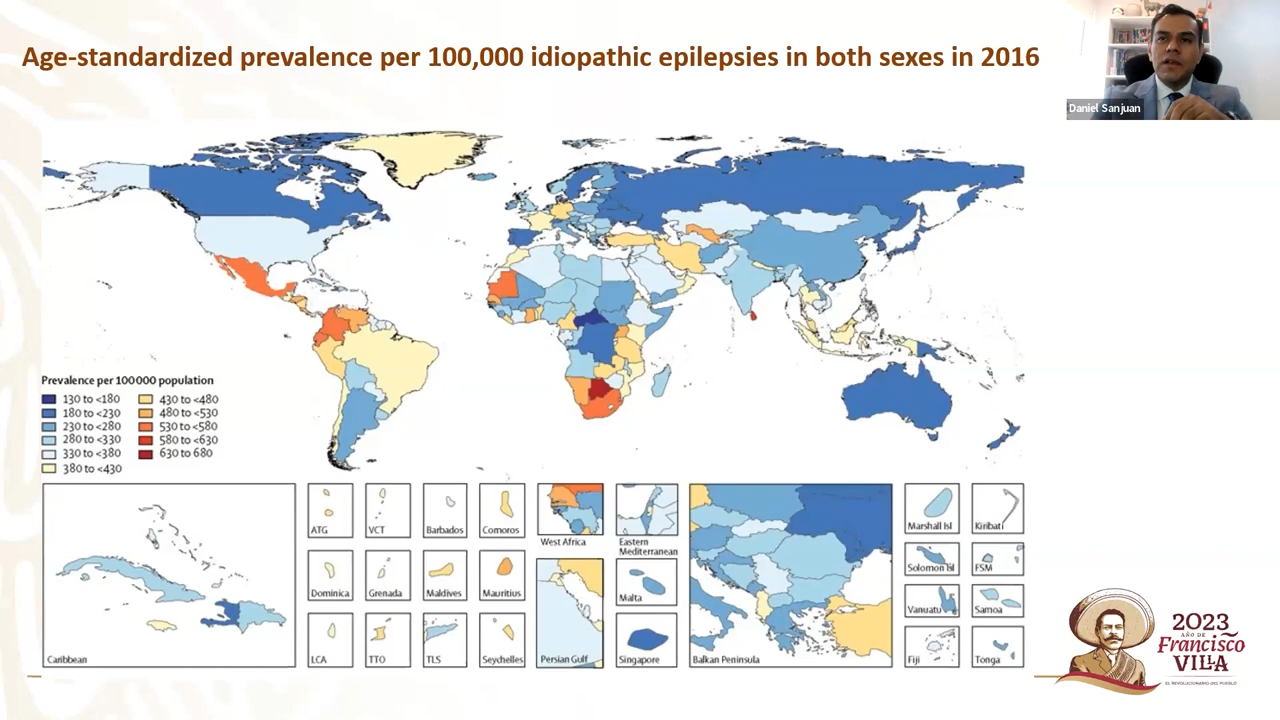 Age-standardized prevalence per 100,000 idiopathic epilepsies in both sexes in 2016
Daniel Sanjuan
Prevalence per 100 000 population
130 to <180
180 to <230
230 to <280
280 to <330
330 to <380
380 to <430
430 to <480
480 to <530
530 to <580
580 to <630
630 to 680
Caribbean
ATG
VCT
Barbados
Comoros
Dominica
Grenada
Maldives
Mauritius
LCA
TTO
TLS
Seychelles
West Africa
Eastern
Mediterranean
Persian Gulf
Malta
Singapore
Balkan Peninsula
Marshall Isl
Kiribati
Solomon Isl
FSM
Vanuatu
Samoa
Fiji
Tonga
2023
AÑO DE
Francisco
VILLA
EL REVOLUCIONARIO DEL PUEBLO